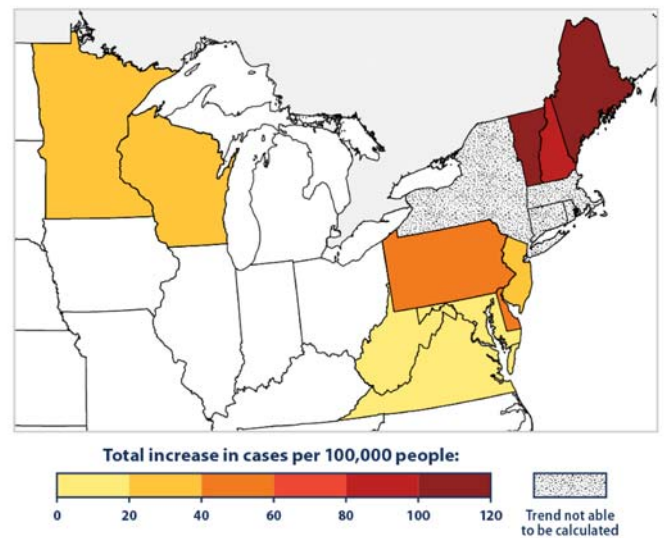 Total increase in cases per 100,000 people:
0 20 40 60 80 100 120
Trend not able
to be calculated